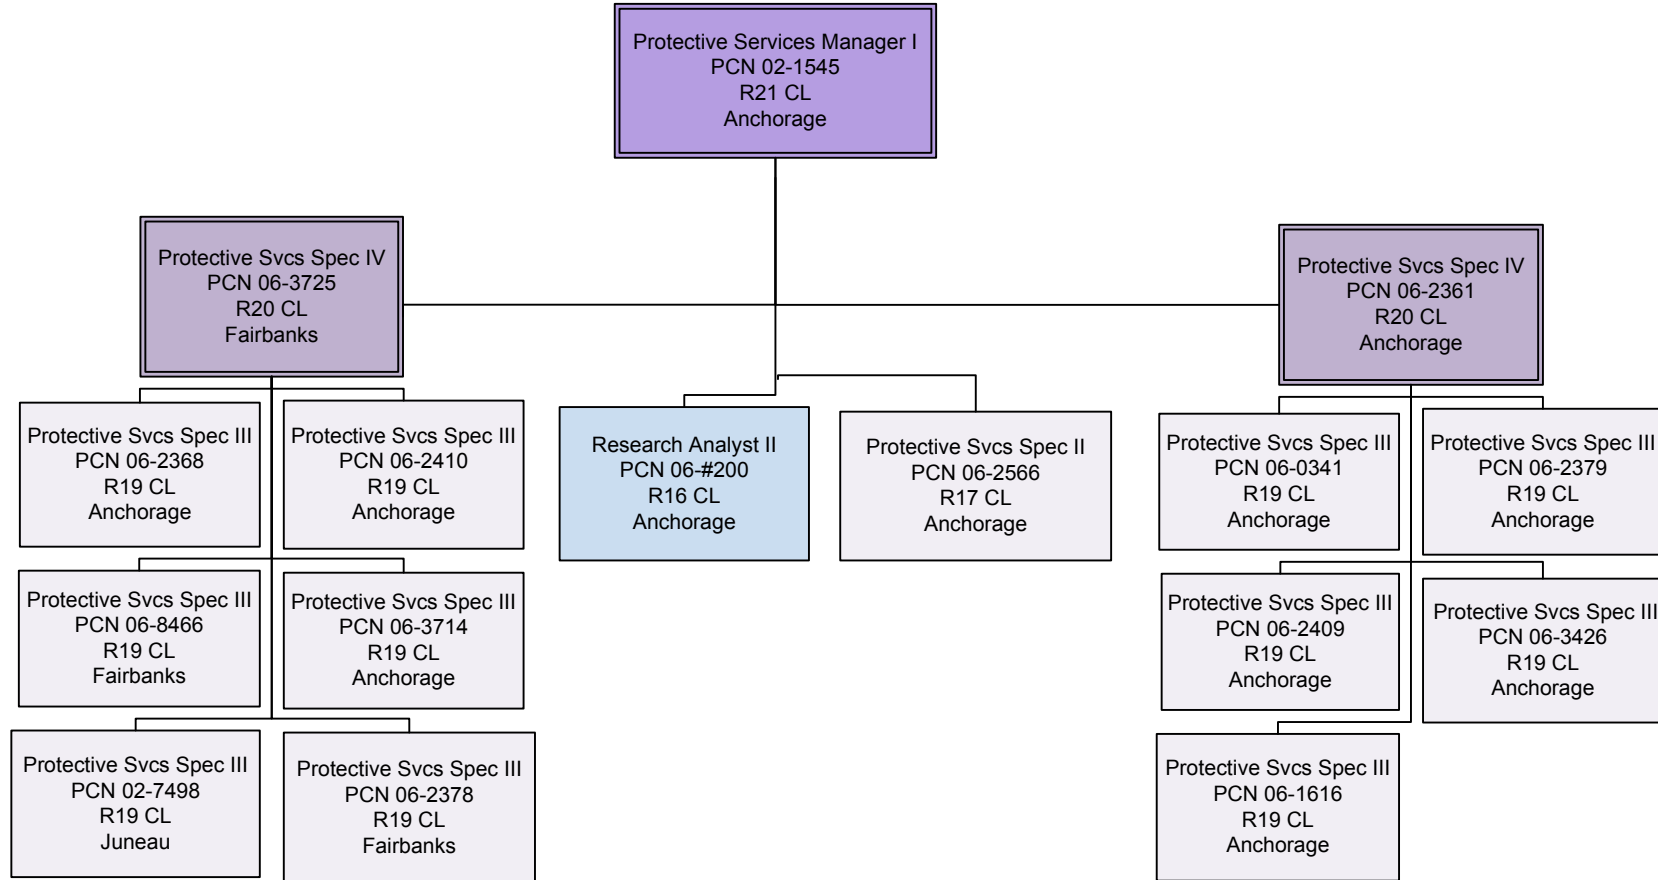 Protective Services Manager I
PCN 02-1545
R21 CL
Anchorage
Protective Svcs Spec IV
PCN 06-3725
R20 CL
Fairbanks
Protective Svcs Spec IV
PCN 06-2361
R20 CL
Anchorage
Protective Svcs Spec III
PCN 06-2368
R19 CL
Anchorage
Protective Svcs Spec III
PCN 06-2410
R19 CL
Anchorage
Research Analyst II
PCN 06-#200
R16 CL
Anchorage
Protective Svcs Spec II
PCN 06-2566
R17 CL
Anchorage
Protective Svcs Spec III
PCN 06-0341
R19 CL
Anchorage
Protective Svcs Spec III
PCN 06-2379
R19 CL
Anchorage
Protective Svcs Spec III
PCN 06-8466
R19 CL
Fairbanks
Protective Svcs Spec III
PCN 06-3714
R19 CL
Anchorage
Protective Svcs Spec III
PCN 06-2409
R19 CL
Anchorage
Protective Svcs Spec III
PCN 06-3426
R19 CL
Anchorage
Protective Svcs Spec III
PCN 02-7498
R19 CL
Juneau
Protective Svcs Spec III
PCN 06-2378
R19 CL
Fairbanks
Protective Svcs Spec III
PCN 06-1616
R19 CL
Anchorage